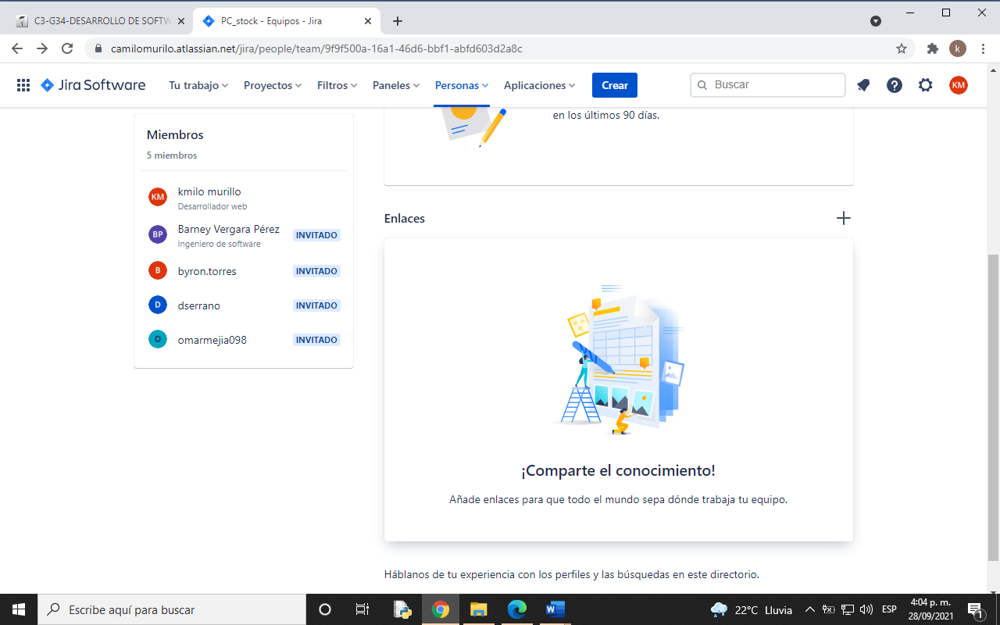 C3-G34-DESARROLLO DE SOFTW
PC_stock - Equipos - Jira
camilomurilo.atlassian.net/jira/people/team/9f9f500a-16a1-46d6-bbf1-abfd603d2a8c
k
Jira Software
Tu trabajo
Proyectos
Filtros
Paneles
Personas
Aplicaciones
Crear
Buscar
KM
Miembros
5 miembros
KM
kmilo murillo
Desarrollador web
BP
Barney Vergara Pérez
Ingeniero de software
INVITADO
B
byron.torres
INVITADO
D
dserrano
INVITADO
O
omarmejia098
INVITADO
en los últimos 90 días.
Enlaces
¡Comparte el conocimiento!
Añade enlaces para que todo el mundo sepa dónde trabaja tu equipo.
Háblanos de tu experiencia con los perfiles y las búsquedas en este directorio.
Escribe aquí para buscar
22°C Lluvia
ESP
4:04 p. m.
28/09/2021
1